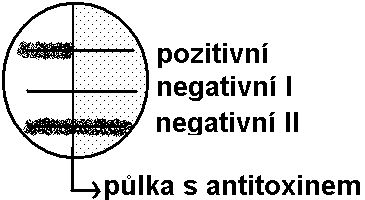 pozitivní
negativní I
negativní II
půlka s antitoxinem